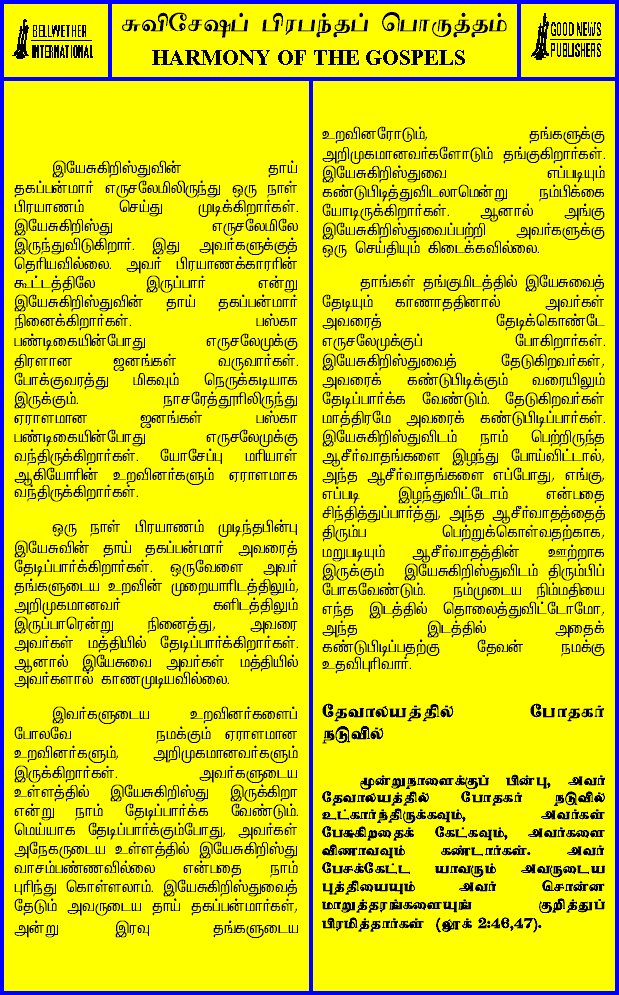 BELLWETHER
INTERNATIONAL
சுவிசேஷப் பிரபந்தப் பொருத்தம்
HARMONY OF THE GOSPELS
GOOD NEWS
PUBLISHERS
இயேசுகிறிஸ்துவின் தாய்
தகப்பன்மார் எருசலேமிலிருந்து ஒரு நாள்
பிரயாணம் செய்து முடிக்கிறார்கள்.
இயேசுகிறிஸ்து எருசலேமிலே
இருந்துவிடுகிறார். இது அவர்களுக்குத்
தெரியவில்லை. அவர் பிரயாணக்காரரின்
கூட்டத்திலே இருப்பார் என்று
இயேசுகிறிஸ்துவின் தாய் தகப்பன்மார்
நினைக்கிறார்கள். பஸ்கா
பண்டிகையின்போது எருசலேமுக்கு
திரளான ஜனங்கள் வருவார்கள்.
போக்குவரத்து மிகவும் நெருக்கடியாக
இருக்கும். நாசரேத்தூரிலிருந்து
ஏராளமான ஜனங்கள் பஸ்கா
பண்டிகையின்போது எருசலேமுக்கு
வந்திருக்கிறார்கள். யோசேப்பு மரியாள்
ஆகியோரின் உறவினர்களும் ஏராளமாக
வந்திருக்கிறார்கள்.
ஒரு நாள் பிரயாணம் முடிந்தபின்பு
இயேசுவின் தாய் தகப்பன்மார் அவரைத்
தேடிப்பார்க்கிறார்கள். ஒருவேளை அவர்
தங்களுடைய உறவின் முறையாரிடத்திலும்,
அறிமுகமானவர் களிடத்திலும்
இருப்பாரென்று நினைத்து, அவரை
அவர்கள் மத்தியில் தேடிப்பார்க்கிறார்கள்.
ஆனால் இயேசுவை அவர்கள் மத்தியில்
அவர்களால் காணமுடியவில்லை.
இவர்களுடைய உறவினர்களைப்
போலவே நமக்கும் ஏராளமான
உறவினர்களும், அறிமுகமானவர்களும்
இருக்கிறார்கள். அவர்களுடைய
உள்ளத்தில் இயேசுகிறிஸ்து இருக்கிறா
என்று நாம் தேடிப்பார்க்க வேண்டும்.
மெய்யாக தேடிப்பார்க்கும்போது, அவர்கள்
அநேகருடைய உள்ளத்தில் இயேசுகிறிஸ்து
வாசம்பண்ணவில்லை என்பதை நாம்
புரிந்து கொள்ளலாம். இயேசுகிறிஸ்துவைத்
தேடும் அவருடைய தாய் தகப்பன்மார்கள்,
அன்று இரவு தங்களுடைய
உறவினரோடும், தங்களுக்கு
அறிமுகமானவர்களோடும் தங்குகிறார்கள்.
இயேசுகிறிஸ்துவை எப்படியும்
கண்டுபிடித்துவிடலாமென்று நம்பிக்கை
யோடிருக்கிறார்கள். ஆனால் அங்கு
இயேசுகிறிஸ்துவைப்பற்றி அவர்களுக்கு
ஒரு செய்தியும் கிடைக்கவில்லை.
தாங்கள் தங்குமிடத்தில் இயேசுவைத்
தேடியும் காணாததினால் அவர்கள்
அவரைத் தேடிக்கொண்டே
எருசலேமுக்குப் போகிறார்கள்.
இயேசுகிறிஸ்துவைத் தேடுகிறவர்கள்,
அவரைக் கண்டுபிடிக்கும் வரையிலும்
தேடிப்பார்க்க வேண்டும். தேடுகிறவர்கள்
மாத்திரமே அவரைக் கண்டுபிடிப்பார்கள்.
இயேசுகிறிஸ்துவிடம் நாம் பெற்றிருந்த
ஆசீர்வாதங்களை இழந்து போய்விட்டால்,
அந்த ஆசீர்வாதங்களை எப்போது, எங்கு,
எப்படி இழந்துவிட்டோம் என்பதை
சிந்தித்துப்பார்த்து, அந்த ஆசீர்வாதத்தைத்
திரும்ப பெற்றுக்கொள்வதற்காக,
மறுபடியும் ஆசீர்வாதத்தின் ஊற்றாக
இருக்கும் இயேசுகிறிஸ்துவிடம் திரும்பிப்
போகவேண்டும். நம்முடைய நிம்மதியை
எந்த இடத்தில் தொலைத்துவிட்டோமோ,
அந்த இடத்தில் அதைக்
கண்டுபிடிப்பதற்கு தேவன் நமக்கு
உதவிபுரிவார்.
தேவாலயத்தில் போதகர்
நடுவில்
மூன்றுநாளைக்குப் பின்பு, அவர்
தேவாலயத்தில் போதகர் நடுவில்
உட்கார்ந்திருக்கவும், அவர்கள்
பேசுகிறதைக் கேட்கவும், அவர்களை
வினாவவும் கண்டார்கள். அவர்
பேசக்கேட்ட யாவரும் அவருடைய
புத்தியையும் அவர் சொன்ன
மாறுத்தரங்களையுங் குறித்துப்
பிரமித்தார்கள் (லூக் 2:46,47).